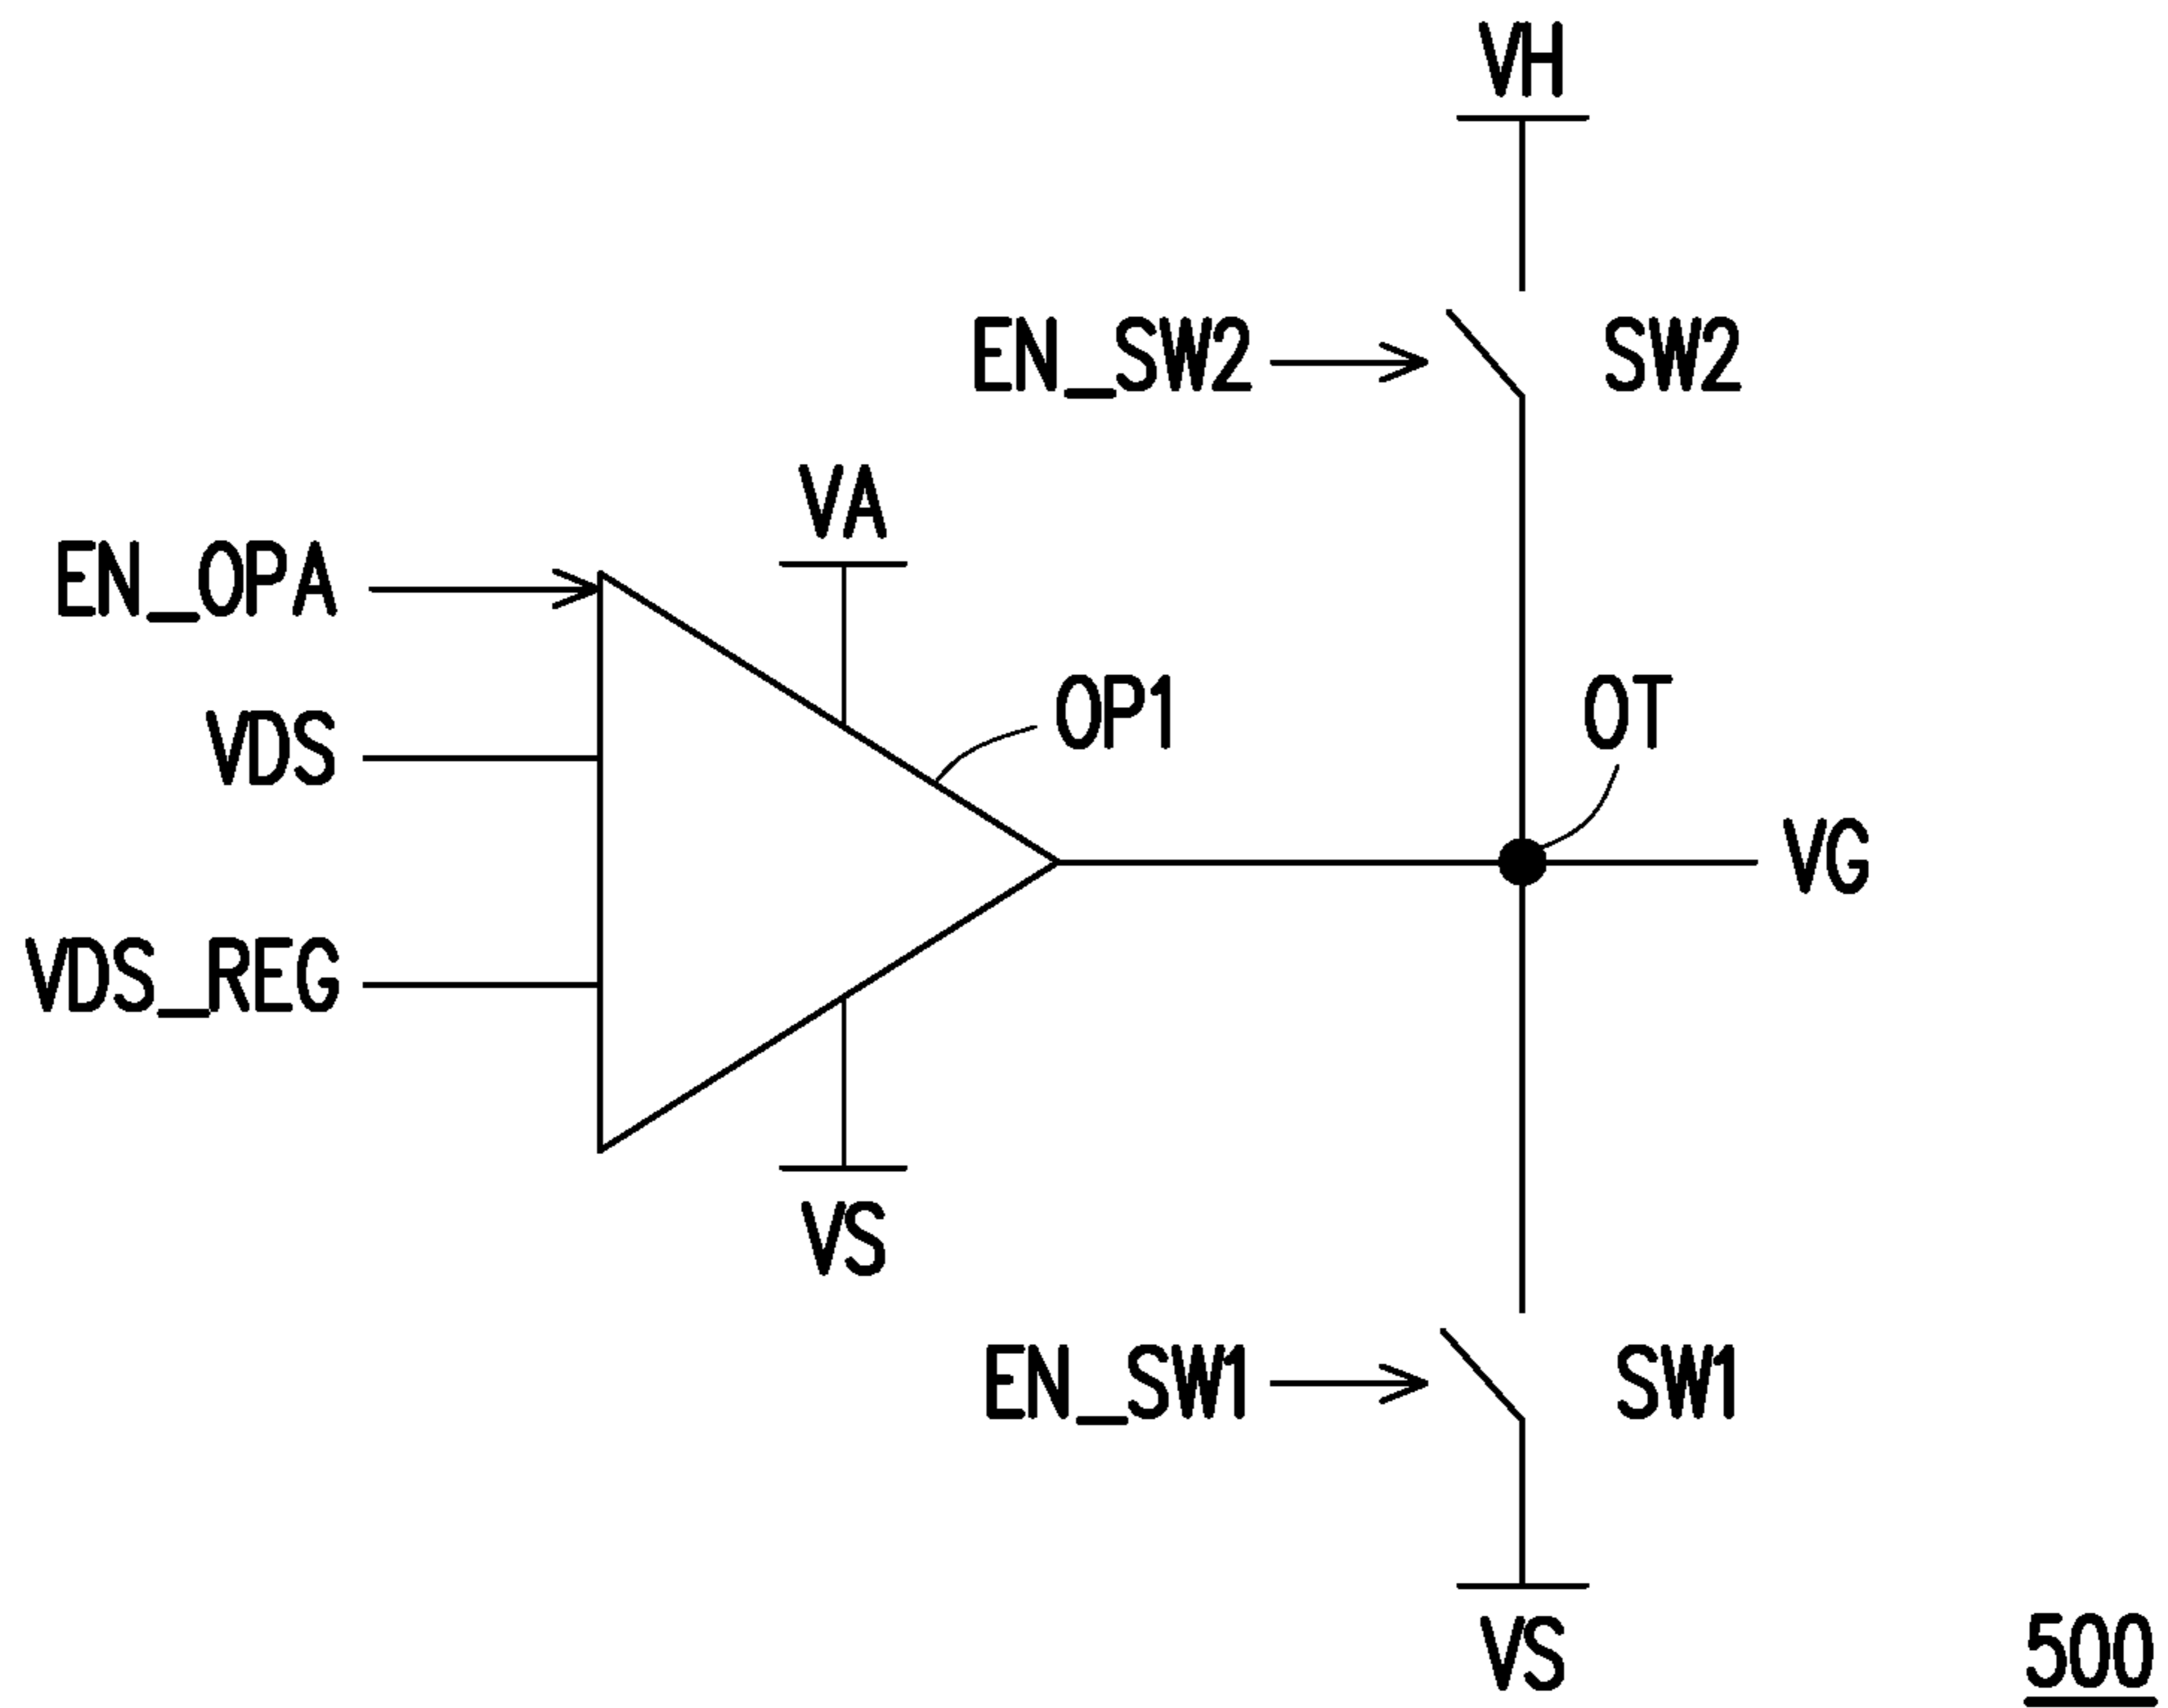 VH
EN_SW2
SW2
VA
EN_OPA
OP1
OT
VDS
VG
VDS_REG
VS
EN_SW1
SW1
VS
500